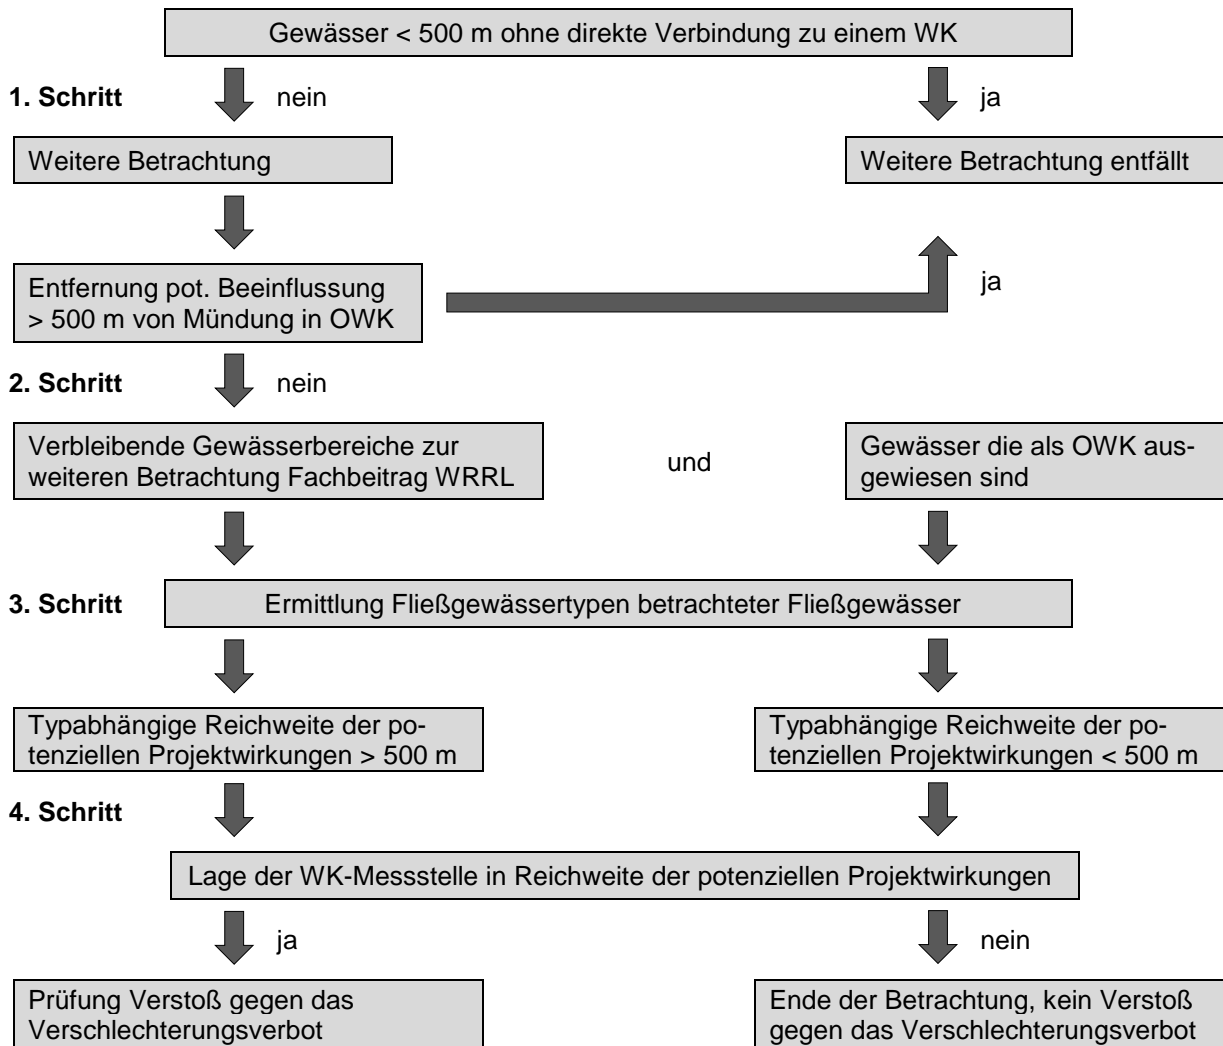 Gewässer < 500 m ohne direkte Verbindung zu einem WK
1. Schritt
nein
ja
Weitere Betrachtung
Weitere Betrachtung entfällt
Entfernung pot. Beeinflussung
> 500 m von Mündung in OWK
ja
2. Schritt
nein
Verbleibende Gewässerbereiche zur
weiteren Betrachtung Fachbeitrag WRRL
und
Gewässer die als OWK aus-
gewiesen sind
3. Schritt
Ermittlung Fließgewässertypen betrachteter Fließgewässer
Typabhängige Reichweite der po-
tenziellen Projektwirkungen > 500 m
Typabhängige Reichweite der po-
tenziellen Projektwirkungen < 500 m
4. Schritt
Lage der WK-Messstelle in Reichweite der potenziellen Projektwirkungen
ja
nein
Prüfung Verstoß gegen das
Verschlechterungsverbot
Ende der Betrachtung, kein Verstoß
gegen das Verschlechterungsverbot